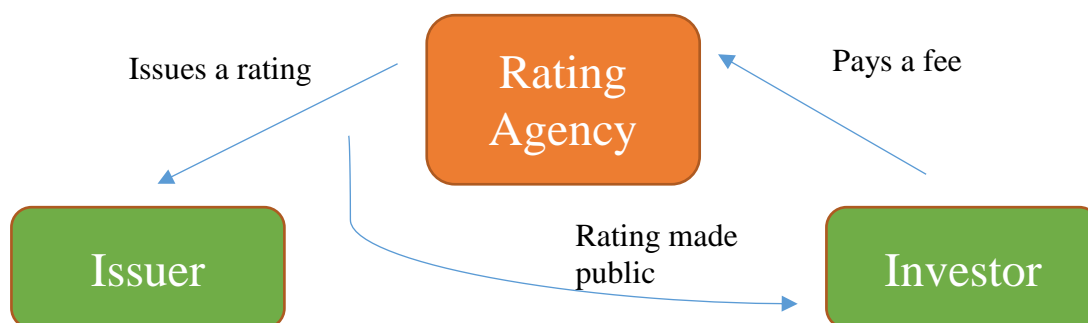 Issues a rating
Rating
Agency
Pays a fee
Issuer
Rating made
public
Investor